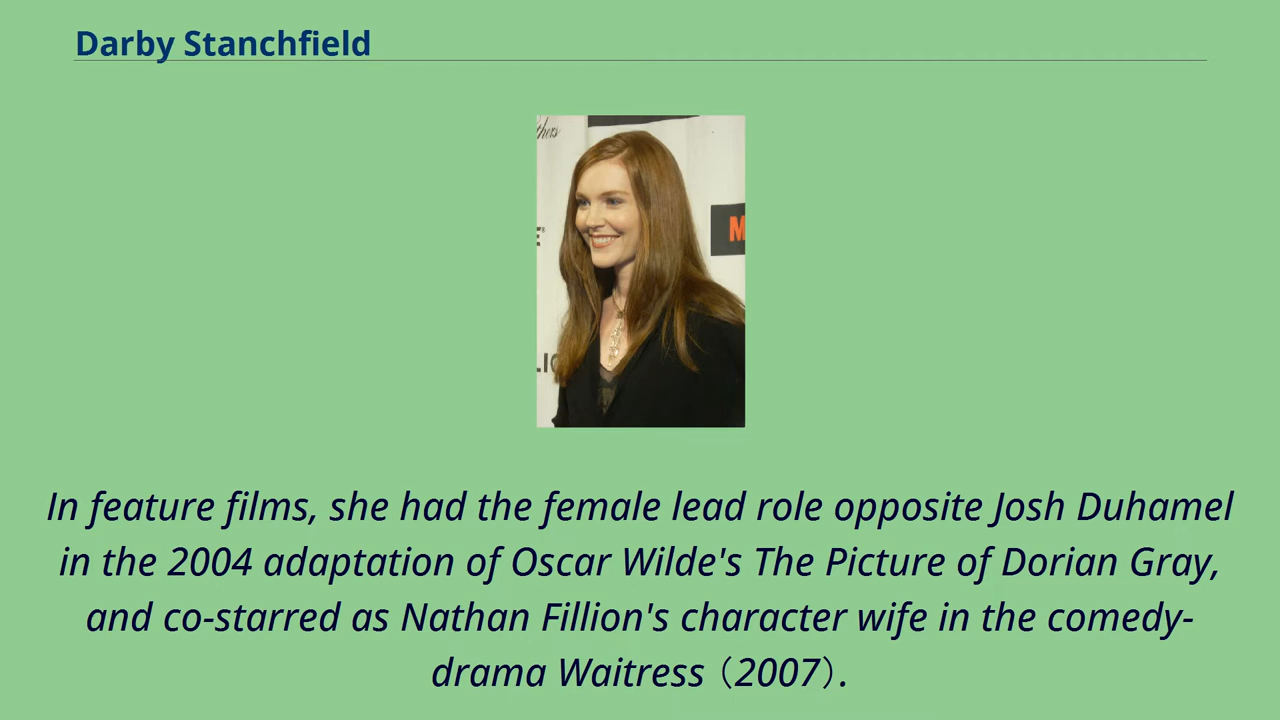 Darby Stanchfield
thers
M
In feature films, she had the female lead role opposite Josh Duhamel
in the 2004 adaptation of Oscar Wilde's The Picture of Dorian Gray,
and co-starred as Nathan Fillion's character wife in the comedy-
drama Waitress (2007).